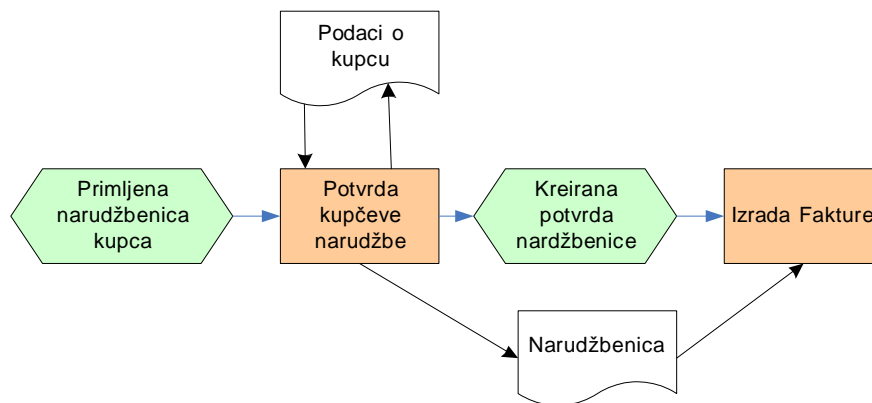 Podaci o
kupcu
Primljena
narudžbenica
kupca
Potvrda
kupčeve
narudžbe
Kreirana
potvrda
nardžbenice
Izrada Fakture
Narudžbenica